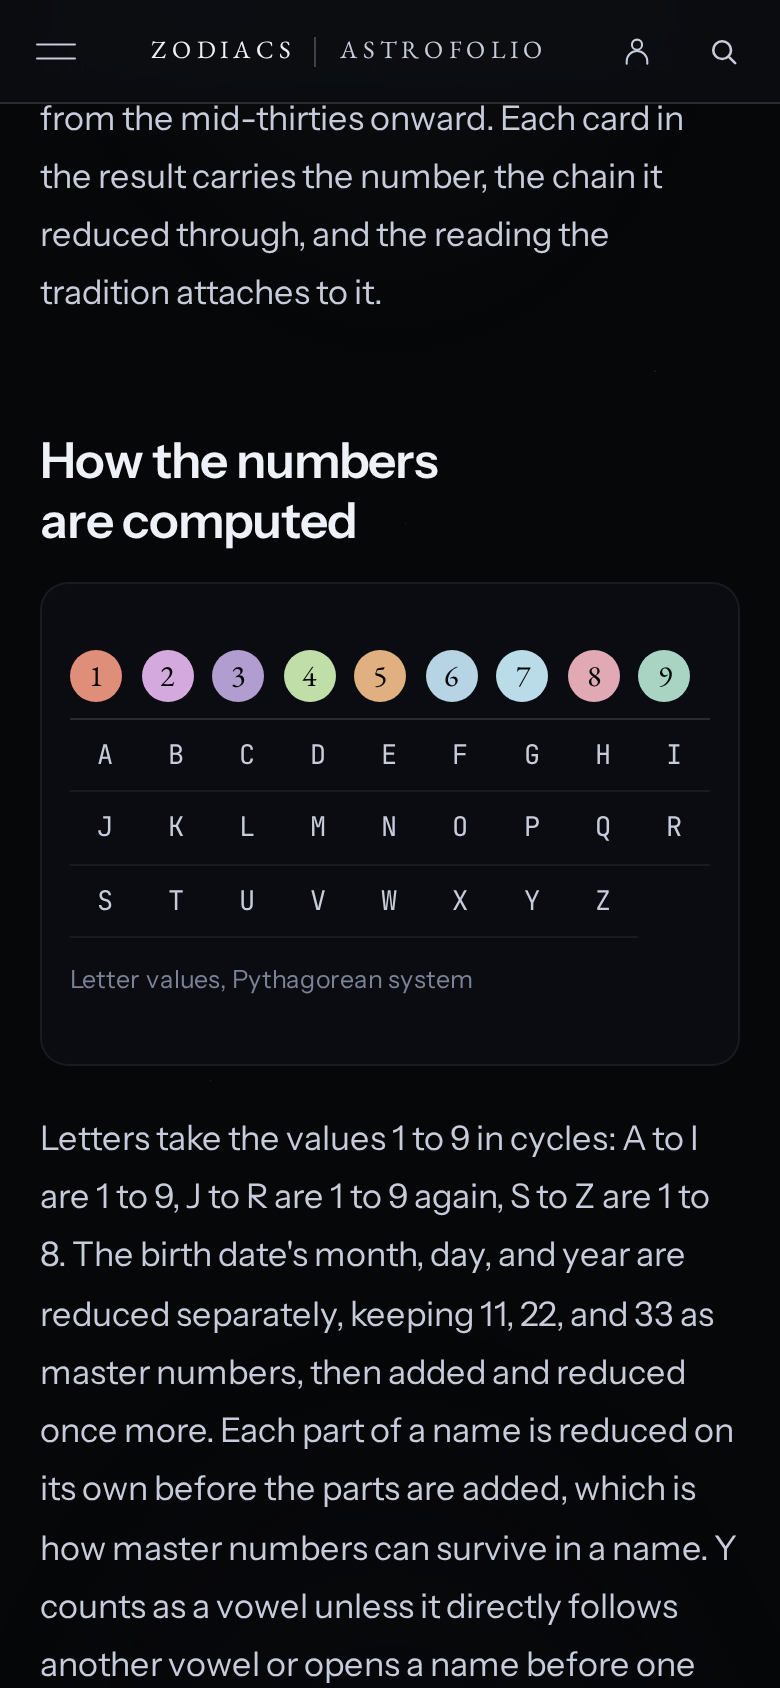 ZODIACS | ASTROFOLIO
from the mid-thirties onward. Each card in
the result carries the number, the chain it
reduced through, and the reading the
tradition attaches to it.
How the numbers
are computed
1 2 3 4 5 6 7 8 9
A B C D E F G H I
J K L M N O P Q R
S T U V W X Y Z
Letter values, Pythagorean system
Letters take the values 1 to 9 in cycles: A to I
are 1 to 9, J to R are 1 to 9 again, S to Z are 1 to
8. The birth date's month, day, and year are
reduced separately, keeping 11, 22, and 33 as
master numbers, then added and reduced
once more. Each part of a name is reduced on
its own before the parts are added, which is
how master numbers can survive in a name. Y
counts as a vowel unless it directly follows
another vowel or opens a name before one